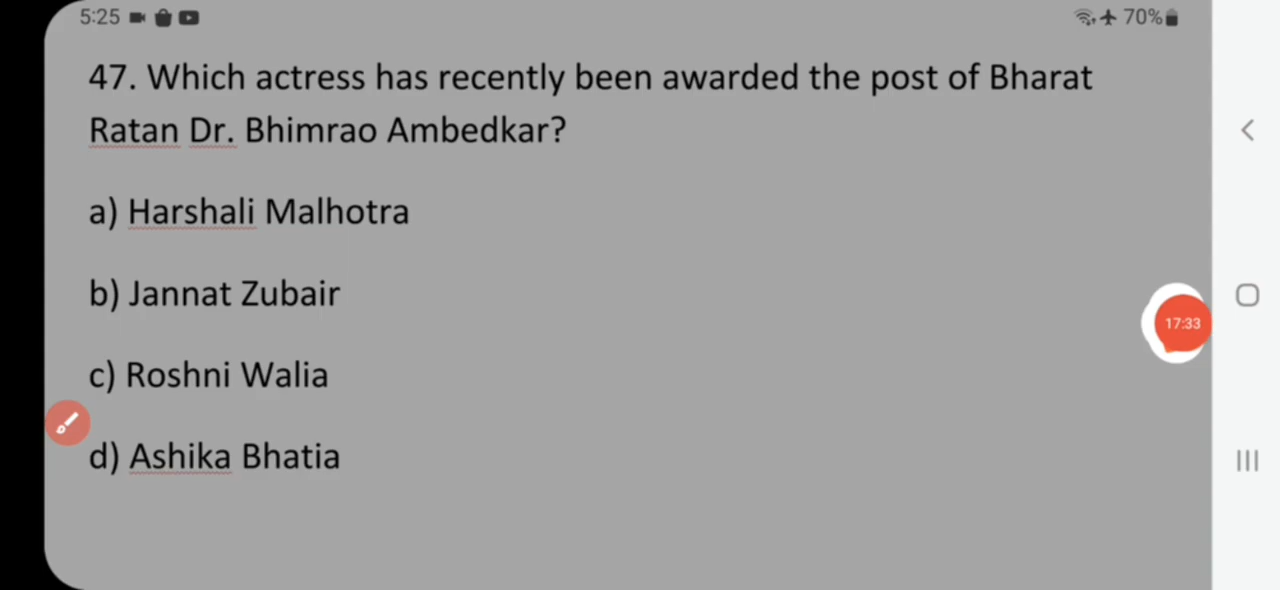 5:25
70%
47. Which actress has recently been awarded the post of Bharat
Ratan Dr. Bhimrao Ambedkar?
a) Harshali Malhotra
b) Jannat Zubair
17:33
c) Roshni Walia
d) Ashika Bhatia